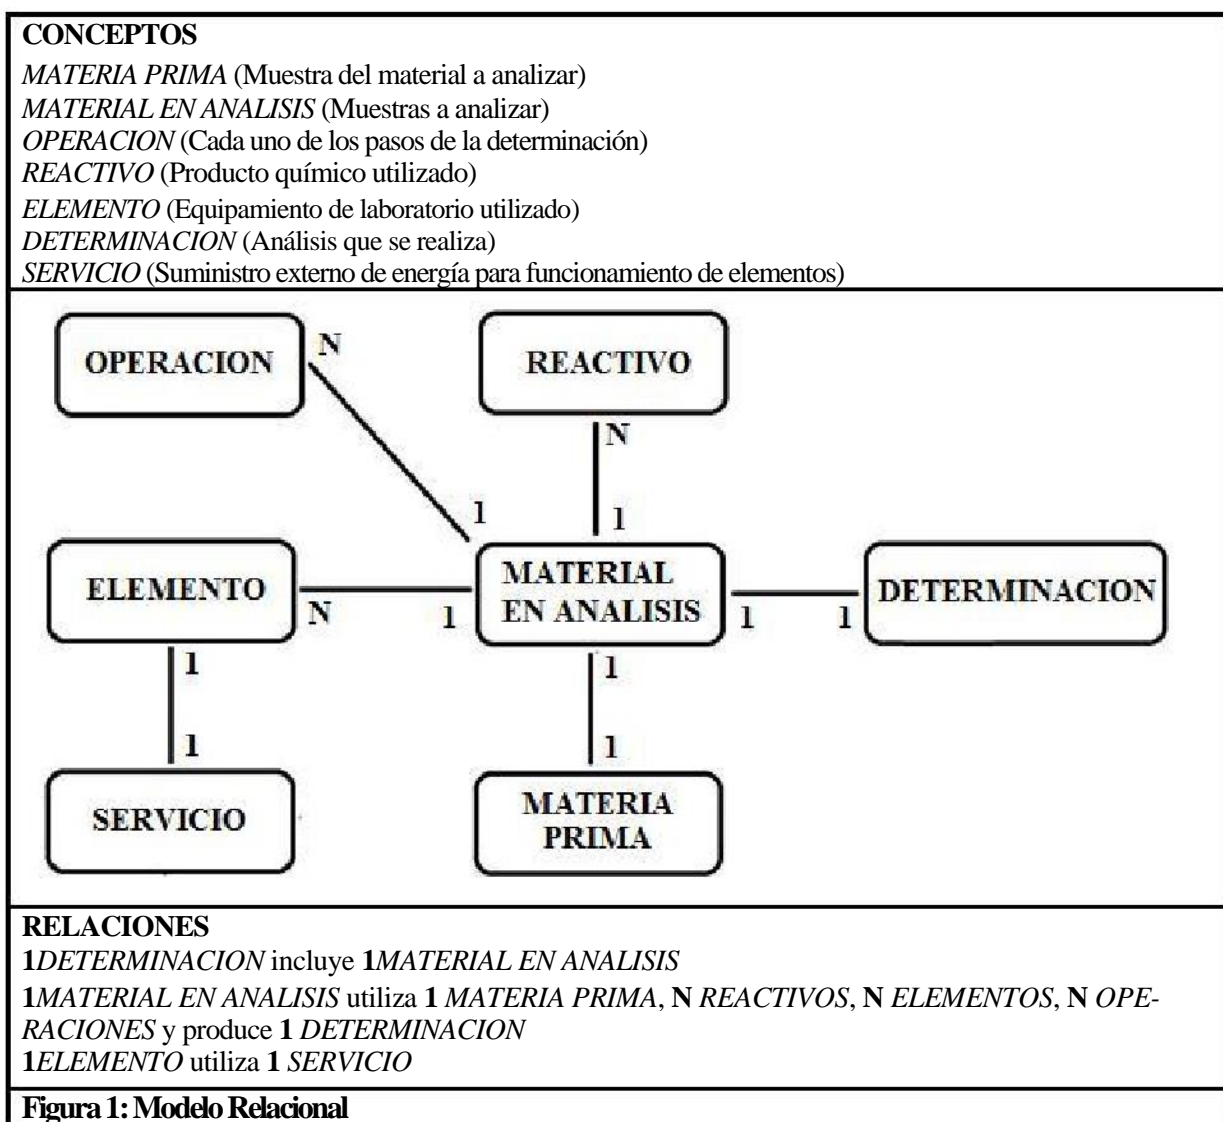 CONCEPTOS
MATERIA PRIMA (Muestra del material a analizar)
MATERIAL EN ANALISIS (Muestras a analizar)
OPERACION (Cada uno de los pasos de la determinación)
REACTIVO (Producto químico utilizado)
ELEMENTO (Equipamiento de laboratorio utilizado)
DETERMINACION (Análisis que se realiza)
SERVICIO (Suministro externo de energía para funcionamiento de elementos)
OPERACION
N
REACTIVO
N
1
1
ELEMENTO
N
1
MATERIAL
EN ANALISIS
1
1
DETERMINACION
1
1
1
1
SERVICIO
MATERIA
PRIMA
RELACIONES
1DETERMINACION incluye 1MATERIAL EN ANALISIS
1MATERIAL EN ANALISIS utiliza 1 MATERIA PRIMA, N REACTIVOS, N ELEMENTOS, N OPE-
RACIONES y produce 1 DETERMINACION
1ELEMENTO utiliza 1 SERVICIO
Figura 1: Modelo Relacional